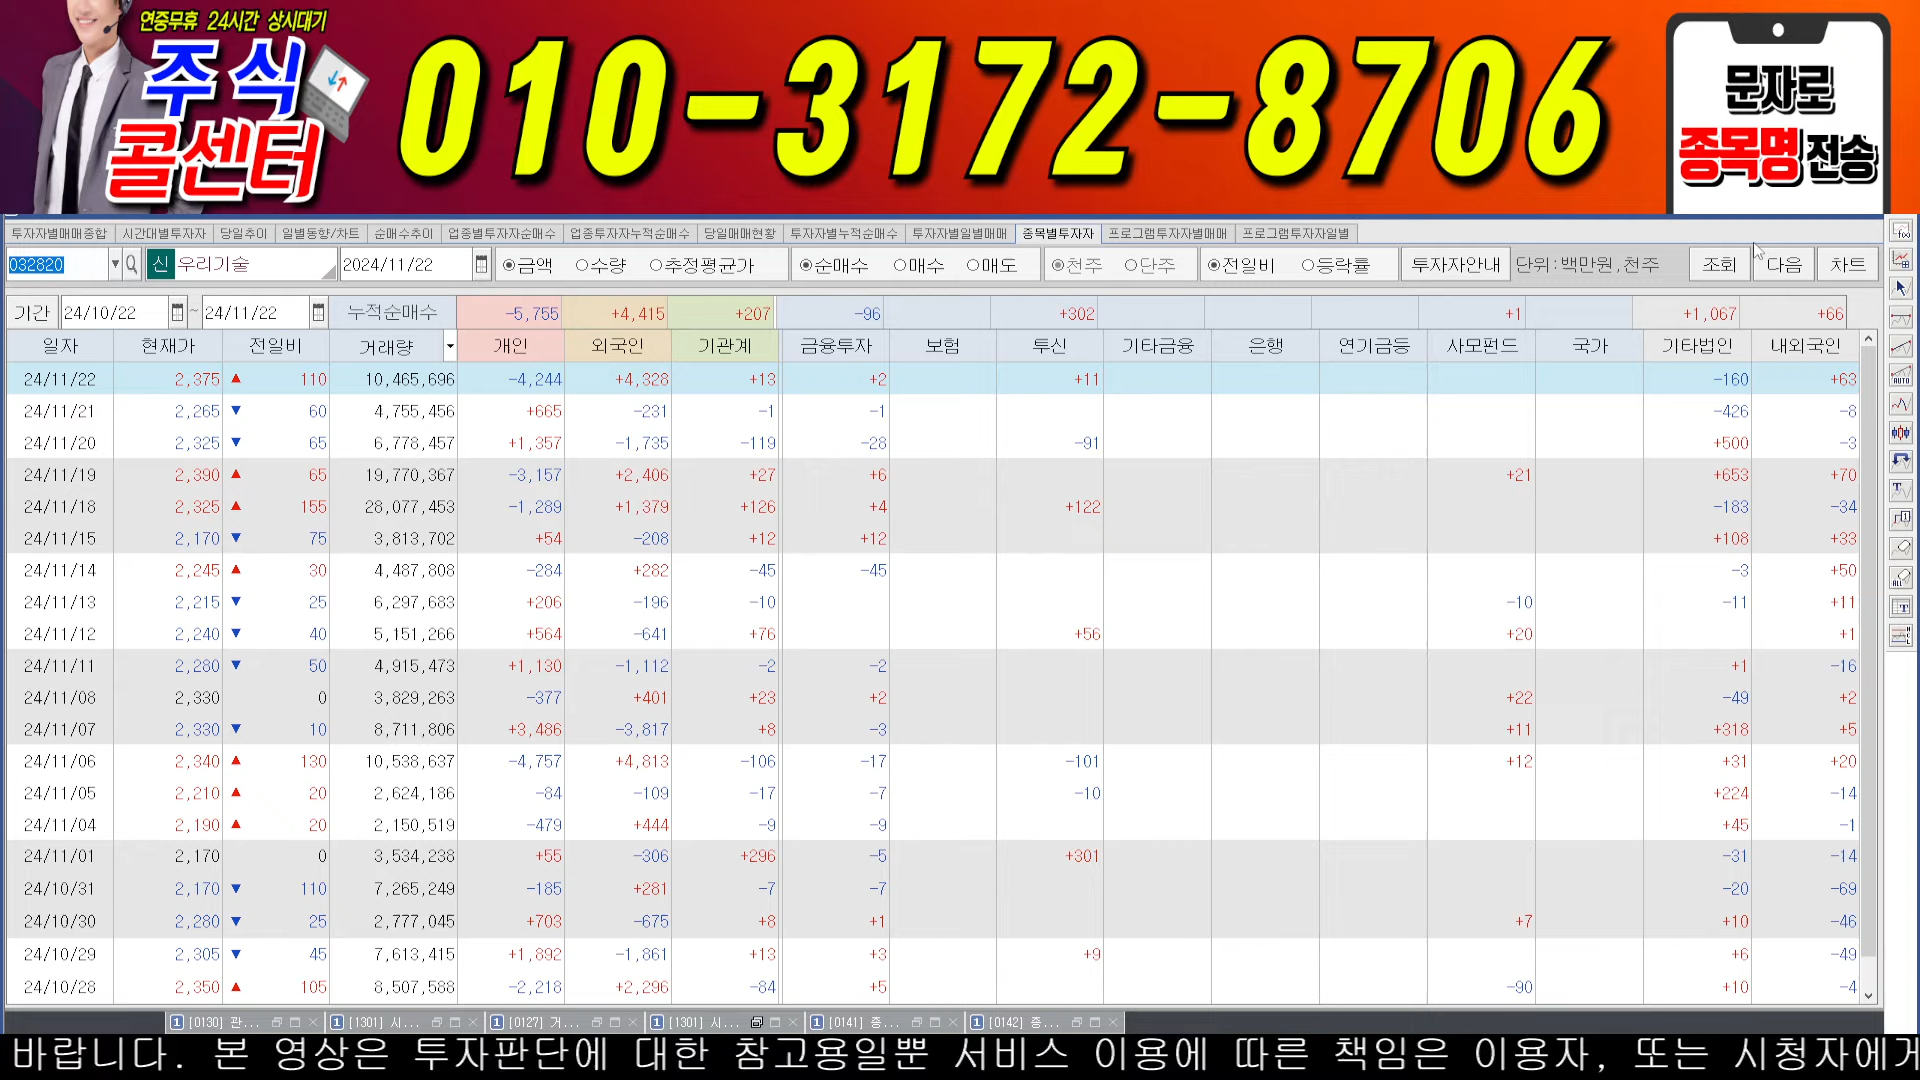 연중무휴 24시간 상시대기
주식
콜센터
010-3172-8706
문자로
종목명 전송
투자자별매매종합 시간대별투자자 당일추이 일별동향/차트 순매수추이 업종별투자자순매수 업종투자자누적순매수 당일매매현황 투자자별누적순매수 투자자별일별매매 종목별투자자 프로그램투자자별매매 프로그램투자자일별
032820 신 우리기술 2024/11/22 금액 수량 추정평균가 순매수 매수 매도 천주 단주 전일비 등락률 투자자안내 단위:백만원,천주 조회 다음 차트
기간 24/10/22 ~ 24/11/22 누적순매수 -5,755 +4,415 +207 -96 +302 +1 +1,067 +66
일자 현재가 전일비 거래량 개인 외국인 기관계 금융투자 보험 투신 기타금융 은행 연기금등 사모펀드 국가 기타법인 내외국인
24/11/22 2,375 ▲ 110 10,465,696 -4,244 +4,328 +13 +2 +11 -160 +63
24/11/21 2,265 ▼ 60 4,755,456 +665 -231 -1 -1 -426 -8
24/11/20 2,325 ▼ 65 6,778,457 +1,357 -1,735 -119 -28 -91 +500 -3
24/11/19 2,390 ▲ 65 19,770,367 -3,157 +2,406 +27 +6 +21 +653 +70
24/11/18 2,325 ▲ 155 28,077,453 -1,289 +1,379 +126 +4 +122 -183 -34
24/11/15 2,170 ▼ 75 3,813,702 +54 -208 +12 +12 +108 +33
24/11/14 2,245 ▲ 30 4,487,808 -284 +282 -45 -45 -3 +50
24/11/13 2,215 ▼ 25 6,297,683 +206 -196 -10 -10 -11 +11
24/11/12 2,240 ▼ 40 5,151,266 +564 -641 +76 +56 +20 +1
24/11/11 2,280 ▼ 50 4,915,473 +1,130 -1,112 -2 -2 +1 -16
24/11/08 2,330 0 3,829,263 -377 +401 +23 +2 +22 -49 +2
24/11/07 2,330 ▼ 10 8,711,806 +3,486 -3,817 +8 -3 +11 +318 +5
24/11/06 2,340 ▲ 130 10,538,637 -4,757 +4,813 -106 -17 -101 +12 +31 +20
24/11/05 2,210 ▲ 20 2,624,186 -84 -109 -17 -7 -10 +224 -14
24/11/04 2,190 ▲ 20 2,150,519 -479 +444 -9 -9 +45 -1
24/11/01 2,170 0 3,534,238 +55 -306 +296 -5 +301 -31 -14
24/10/31 2,170 ▼ 110 7,265,249 -185 +281 -7 -7 -20 -69
24/10/30 2,280 ▼ 25 2,777,045 +703 -675 +8 +1 +7 +10 -46
24/10/29 2,305 ▼ 45 7,613,415 +1,892 -1,861 +13 +3 +9 +6 -49
24/10/28 2,350 ▲ 105 8,507,588 -2,218 +2,296 -84 +5 -90 +10 -4
1 [0130] 관... 1 [1301] 시... 1 [0127] 거... 1 [1301] 시... 1 [0141] 종... 1 [0142] 종...
바랍니다. 본 영상은 투자판단에 대한 참고용일뿐 서비스 이용에 따른 책임은 이용자, 또는 시청자에게